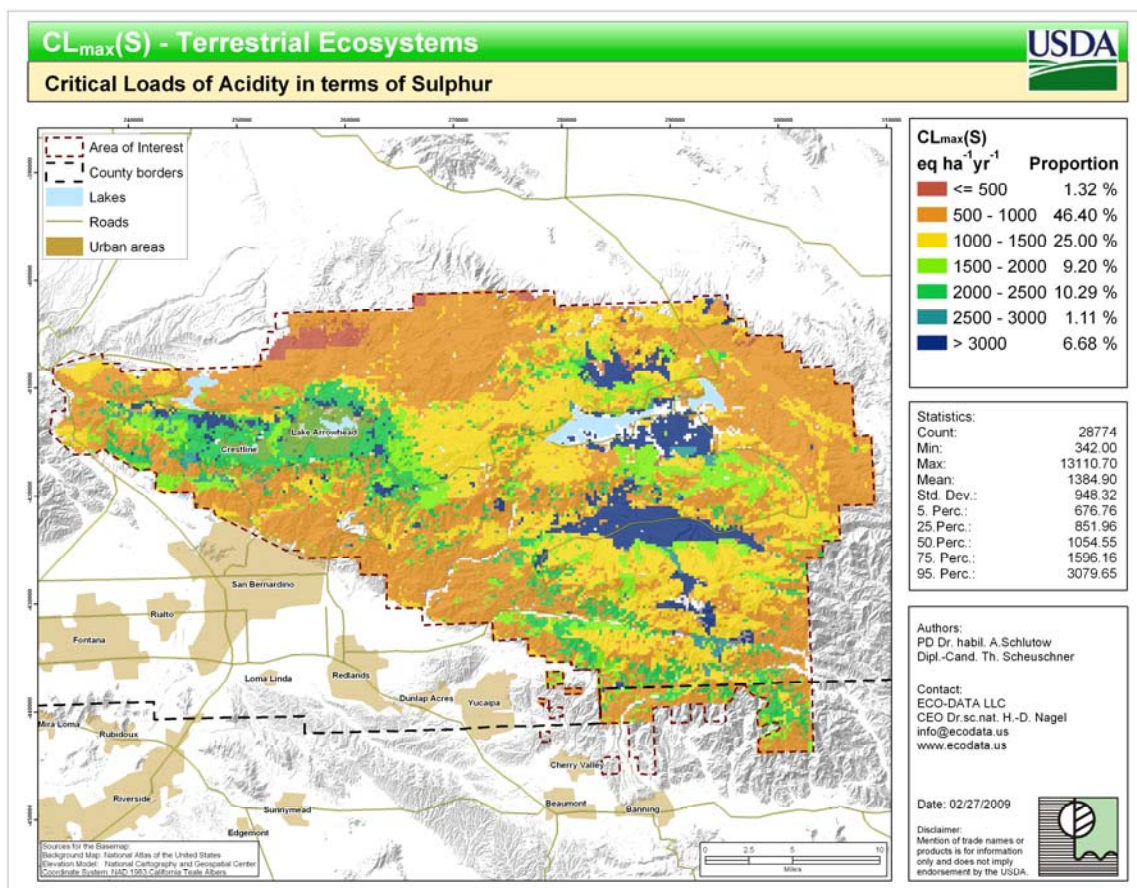 CLmax(S) - Terrestrial Ecosystems
USDA
Critical Loads of Acidity in terms of Sulphur
240000
250000
260000
270000
280000
290000
300000
310000
Area of Interest
County borders
Lakes
Roads
Urban areas
CLmax(S)
eq ha-1yr-1 Proportion
<= 500 1.32 %
500 - 1000 46.40 %
1000 - 1500 25.00 %
1500 - 2000 9.20 %
2000 - 2500 10.29 %
2500 - 3000 1.11 %
> 3000 6.68 %
Lake Arrowhead
Crestline
San Bernardino
Rialto
Fontana
Loma Linda
Redlands
Dunlap Acres
Yucaipa
Mira Loma
Rubidoux
Cherry Valley
Riverside
Sunnymead
Beaumont
Banning
Edgemont
Statistics:
Count: 28774
Min: 342.00
Max: 13110.70
Mean: 1384.90
Std. Dev.: 948.32
5. Perc.: 676.76
25.Perc.: 851.96
50.Perc.: 1054.55
75. Perc.: 1596.16
95. Perc.: 3079.65
Authors:
PD Dr. habil. A.Schlutow
Dipl.-Cand. Th. Scheuschner
Contact:
ECO-DATA LLC
CEO Dr.sc.nat. H.-D. Nagel
info@ecodata.us
www.ecodata.us
Date: 02/27/2009
Disclaimer:
Mention of trade names or
products is for information
only and does not imply
endorsement by the USDA.
Sources for the Basemap:
Background Map: National Atlas of the United States
Elevation Model: National Cartography and Geospatial Center
Coordinate System: NAD 1983 California Teale Albers
0 2.5 5 10
Miles